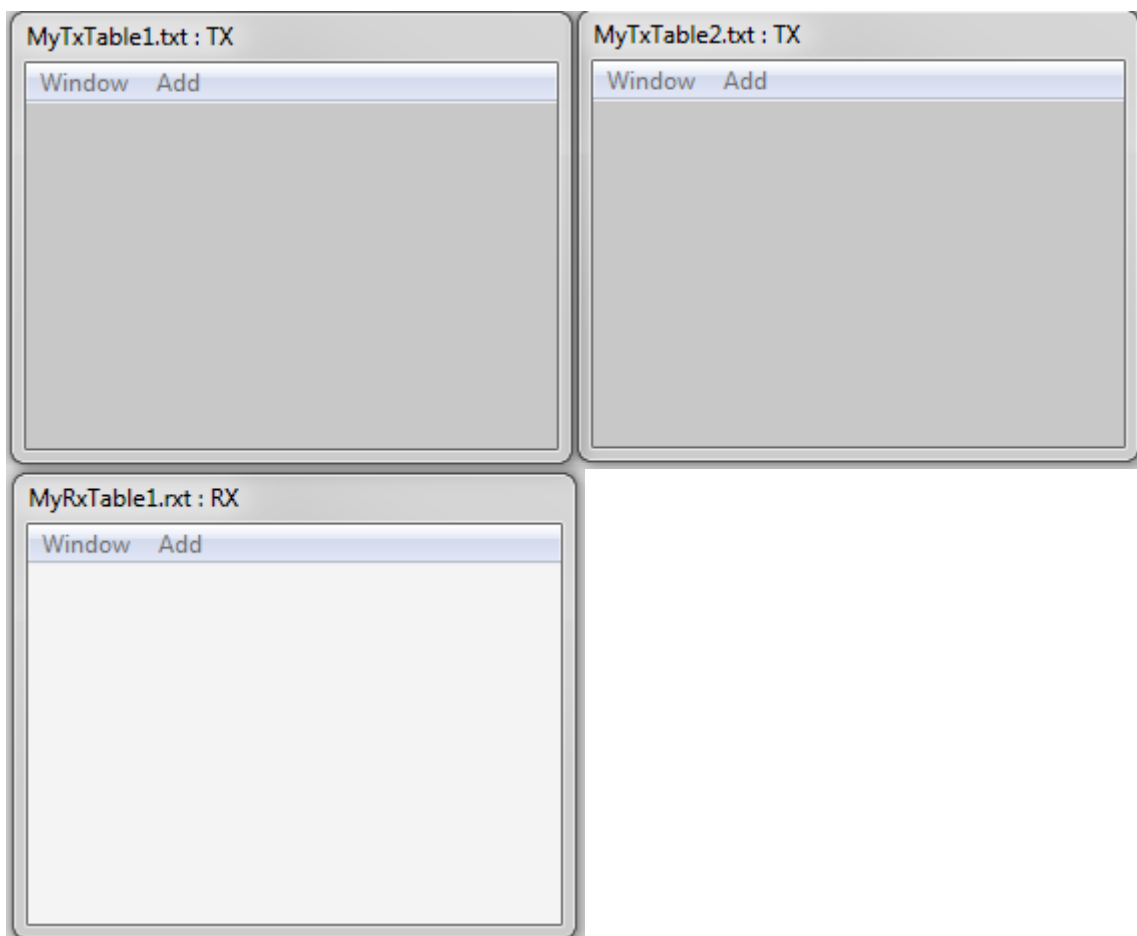 MyTxTable1.txt : TX
Window Add
MyTxTable2.txt : TX
Window Add
MyRxTable1.rxt : RX
Window Add